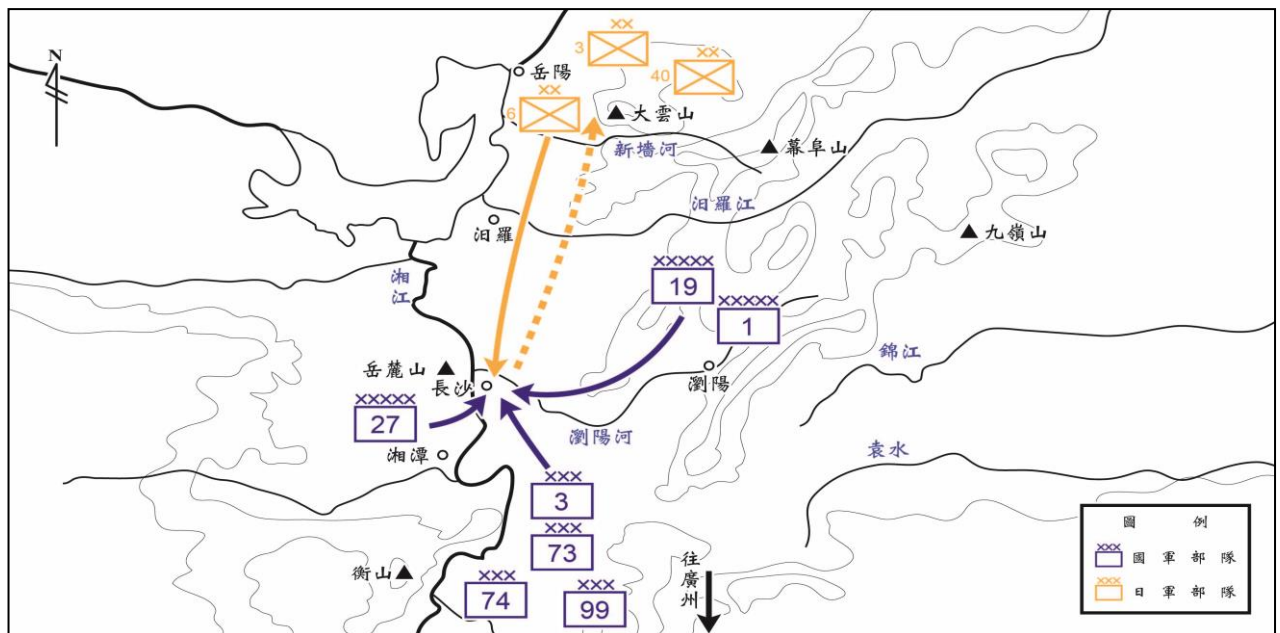 N
××
3
××
40
岳陽
××
6
大雲山
新墻河
幕阜山
汨羅江
汨羅
九嶺山
湘江
×××××
19
×××××
1
錦江
岳麓山
長沙
瀏陽
×××××
27
瀏陽河
湘潭
袁水
×××
3
×××
73
衡山
×××
74
×××
99
往廣州
圖 例
××× 國軍部隊
××× 日軍部隊